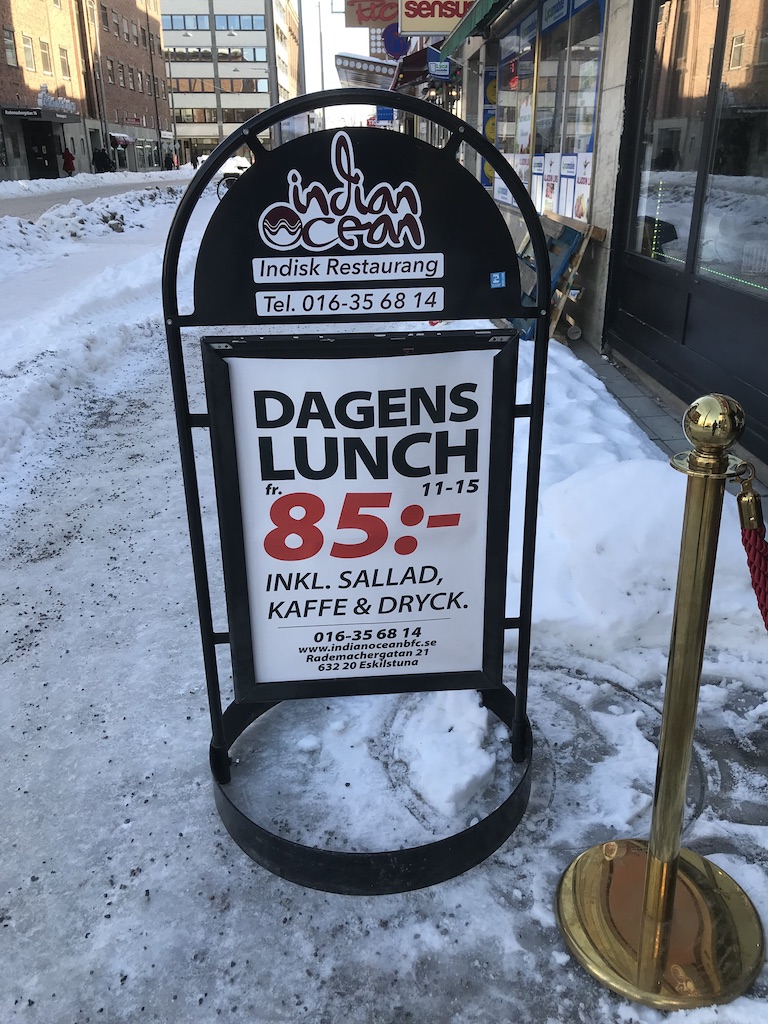 sensus
indian
ocean
Indisk Restaurang
Tel. 016-35 68 14
DAGENS
LUNCH
fr. 11-15
85:-
INKL. SALLAD,
KAFFE & DRYCK.
016-35 68 14
www.indianoceanbfc.se
Rademachergatan 21
632 20 Eskilstuna